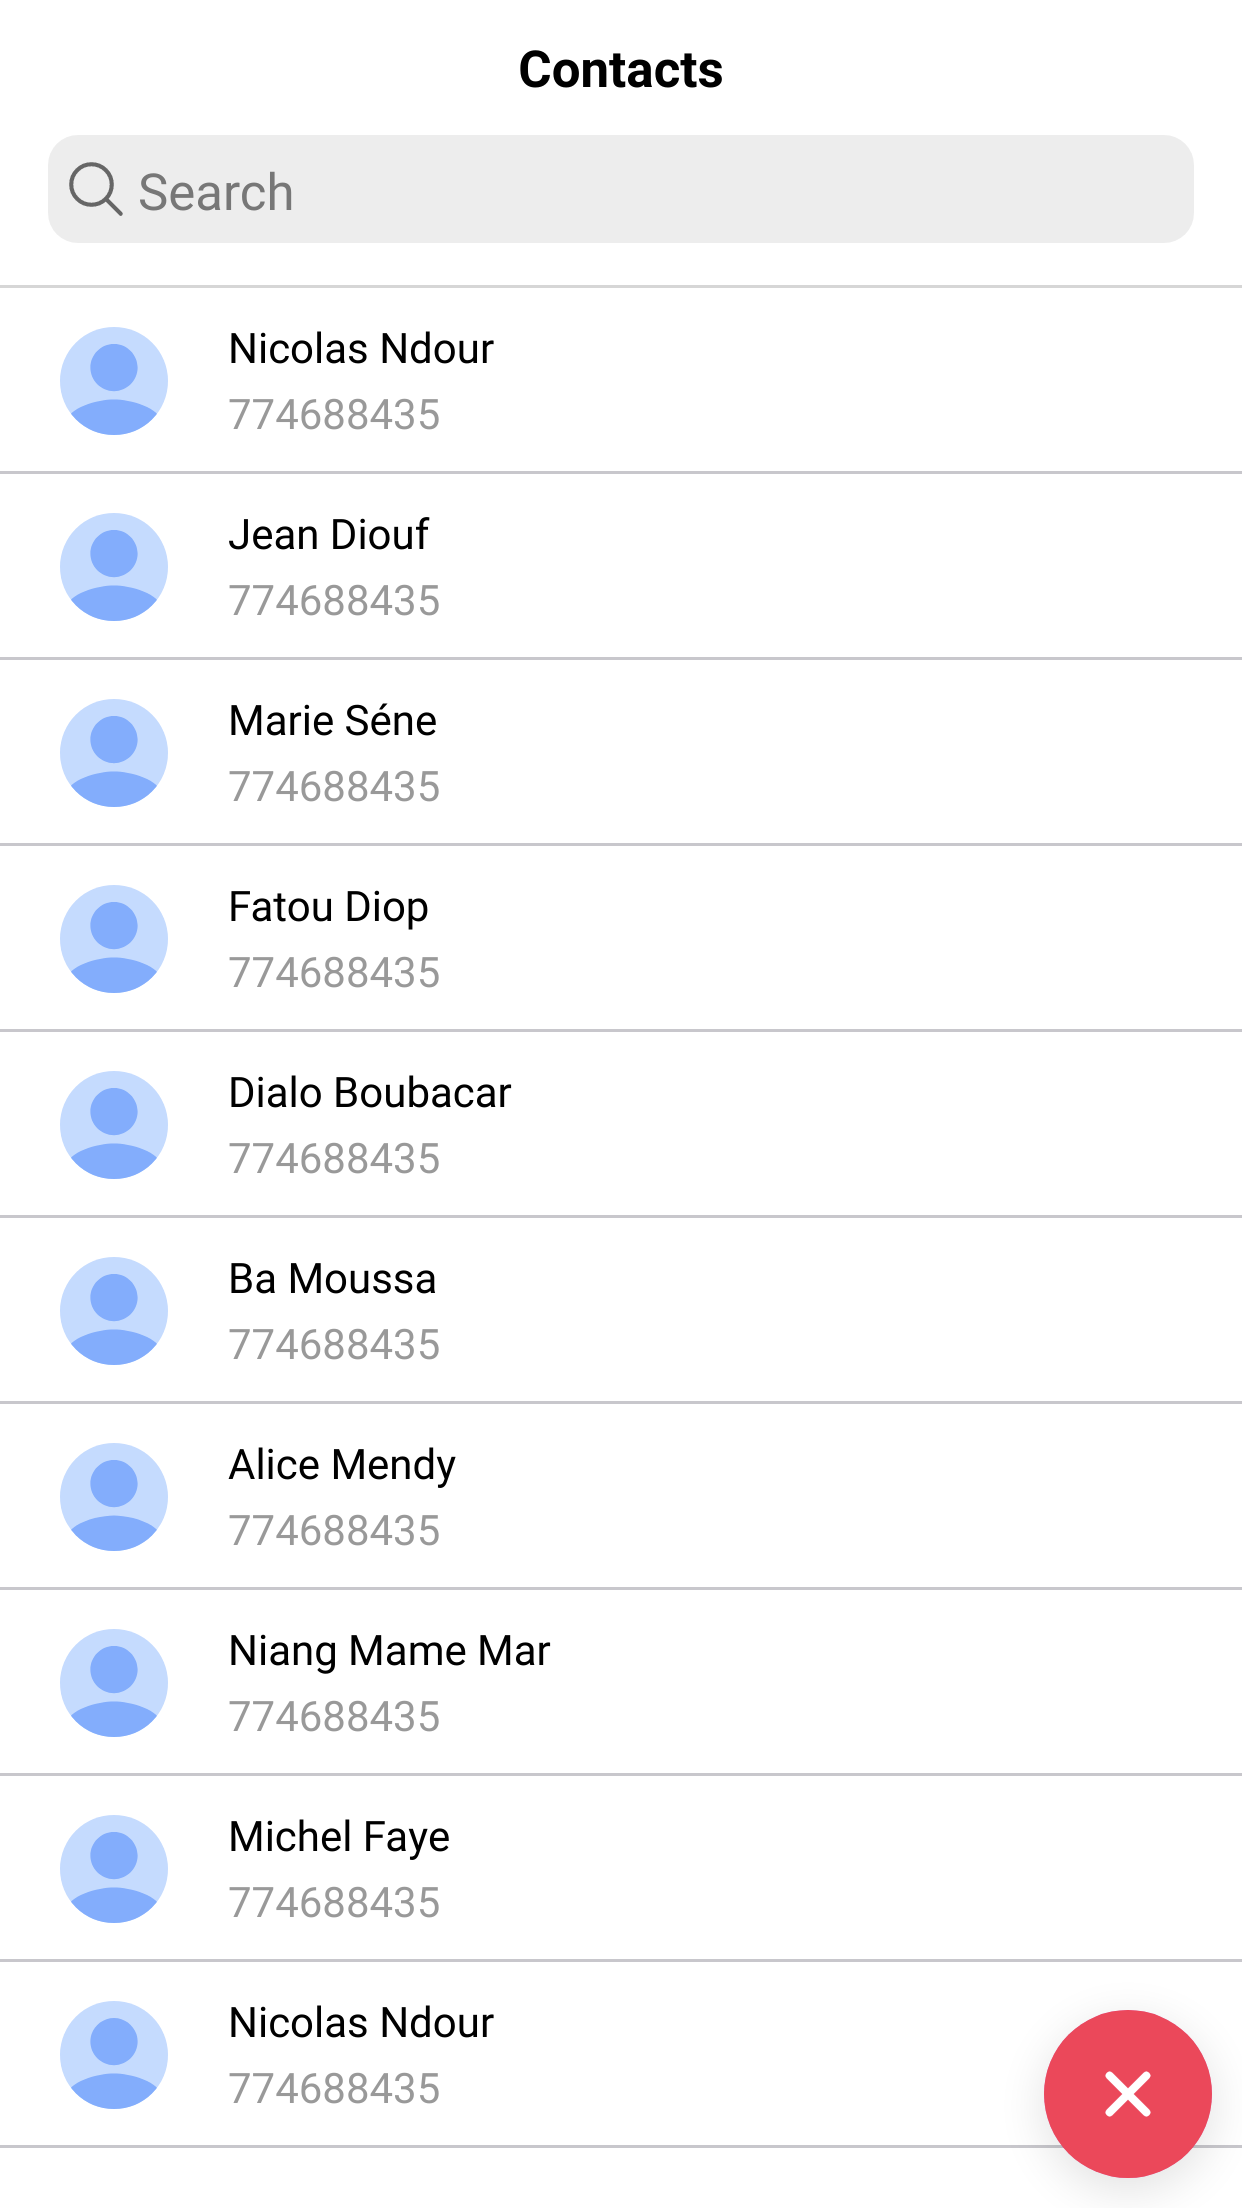 Contacts
Search
Nicolas Ndour
774688435
Jean Diouf
774688435
Marie Séne
774688435
Fatou Diop
774688435
Dialo Boubacar
774688435
Ba Moussa
774688435
Alice Mendy
774688435
Niang Mame Mar
774688435
Michel Faye
774688435
Nicolas Ndour
774688435